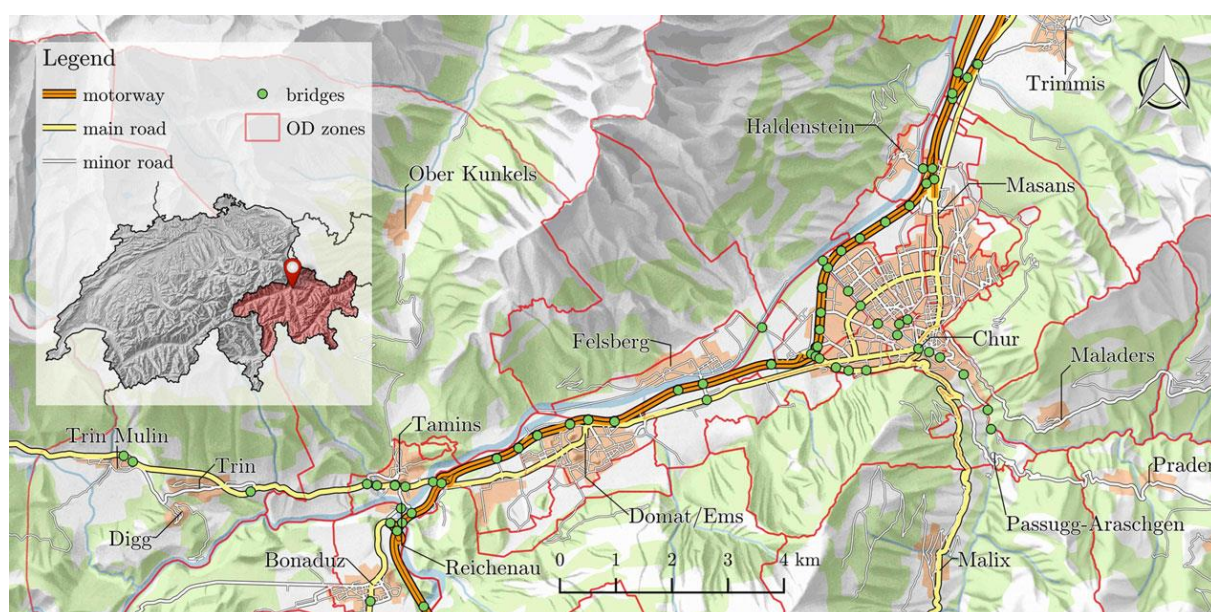 Legend
motorway
bridges
main road
OD zones
minor road
Trimmis
Haldenstein
Ober Kunkels
Masans
Felsberg
Chur
Maladers
Tamins
Trin Mulin
Trin
Prader
Domat/Ems
Passugg-Araschgen
Digg
Bonaduz
Reichenau
Malix
0 1 2 3 4 km